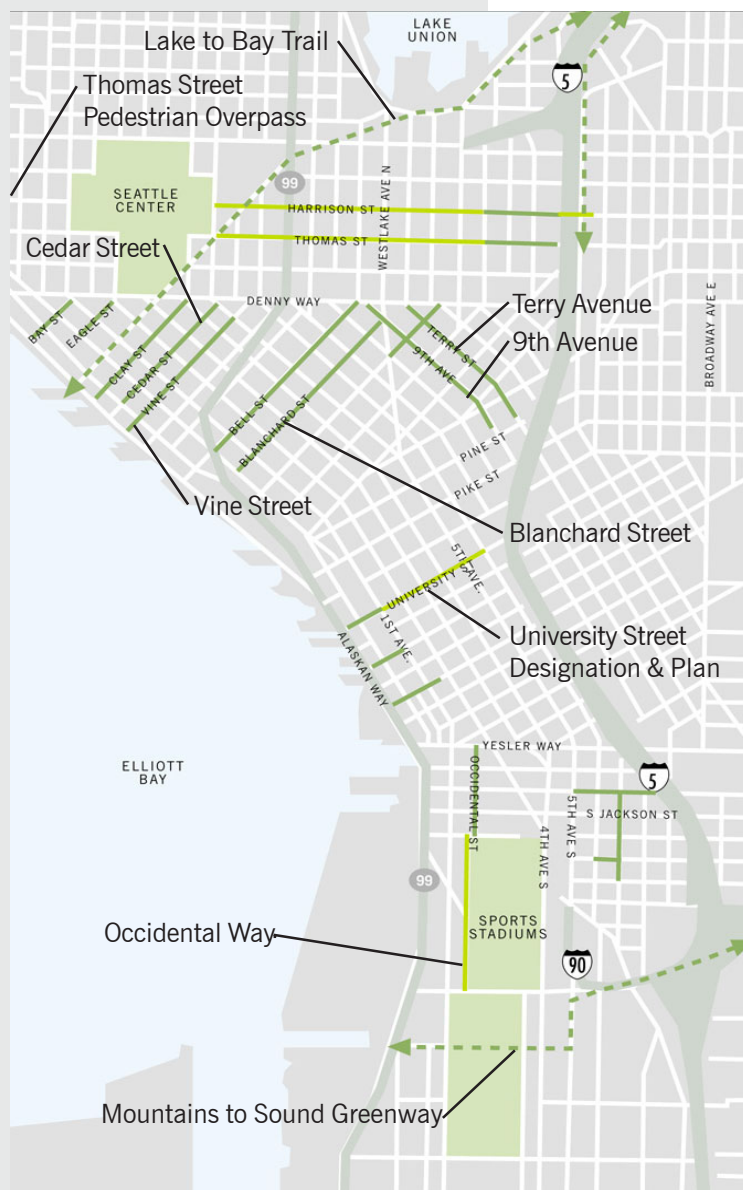 LAKE
UNION
Lake to Bay Trail
5
Thomas Street
Pedestrian Overpass
SEATTLE
CENTER
99
WESTLAKE AVE N
HARRISON ST
THOMAS ST
Cedar Street
DENNY WAY
BROADWAY AVE E
BAY ST
EAGLE ST
CLAY ST
CEDAR ST
VINE ST
BELL ST
BLANCHARD ST
TERRY ST
9TH AVE
Terry Avenue
9th Avenue
PINE ST
PIKE ST
Vine Street
Blanchard Street
5TH AVE.
UNIVERSITY ST
1ST AVE.
ALASKAN WAY
University Street
Designation & Plan
ELLIOTT
BAY
YESLER WAY
OCCIDENTAL ST
5
S JACKSON ST
5TH AVE S
4TH AVE S
99
SPORTS
STADIUMS
Occidental Way
90
Mountains to Sound Greenway